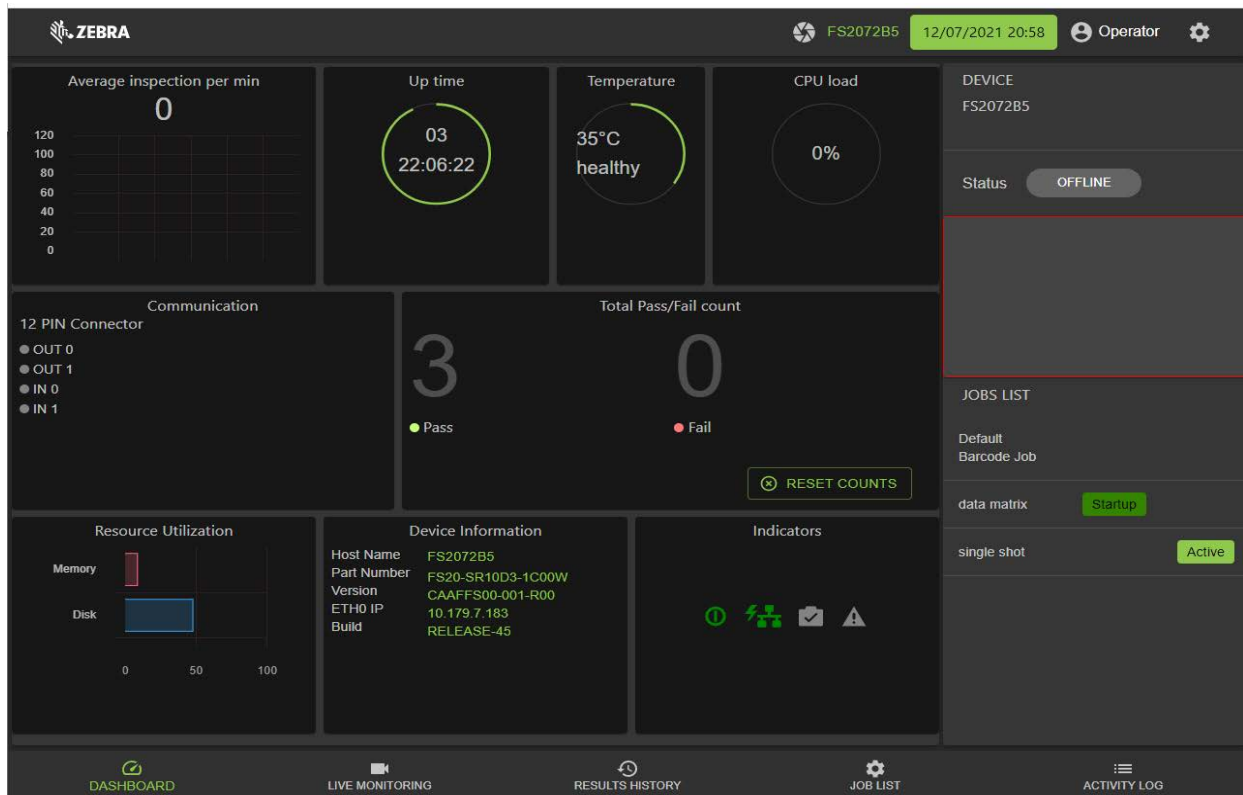 ZEBRA
FS2072B5
12/07/2021 20:58
Operator
Average inspection per min
0
120
100
80
60
40
20
0
Up time
03
22:06:22
Temperature
35°C
healthy
CPU load
0%
DEVICE
FS2072B5
Status OFFLINE
Communication
12 PIN Connector
OUT 0
OUT 1
IN 0
IN 1
Total Pass/Fail count
3 0
Pass Fail
RESET COUNTS
JOBS LIST
Default
Barcode Job
data matrix Startup
single shot Active
Resource Utilization
Memory
Disk
0 50 100
Device Information
Host Name FS2072B5
Part Number FS20-SR10D3-1C00W
Version CAAFFS00-001-R00
ETH0 IP 10.179.7.183
Build RELEASE-45
Indicators
DASHBOARD
LIVE MONITORING
RESULTS HISTORY
JOB LIST
ACTIVITY LOG